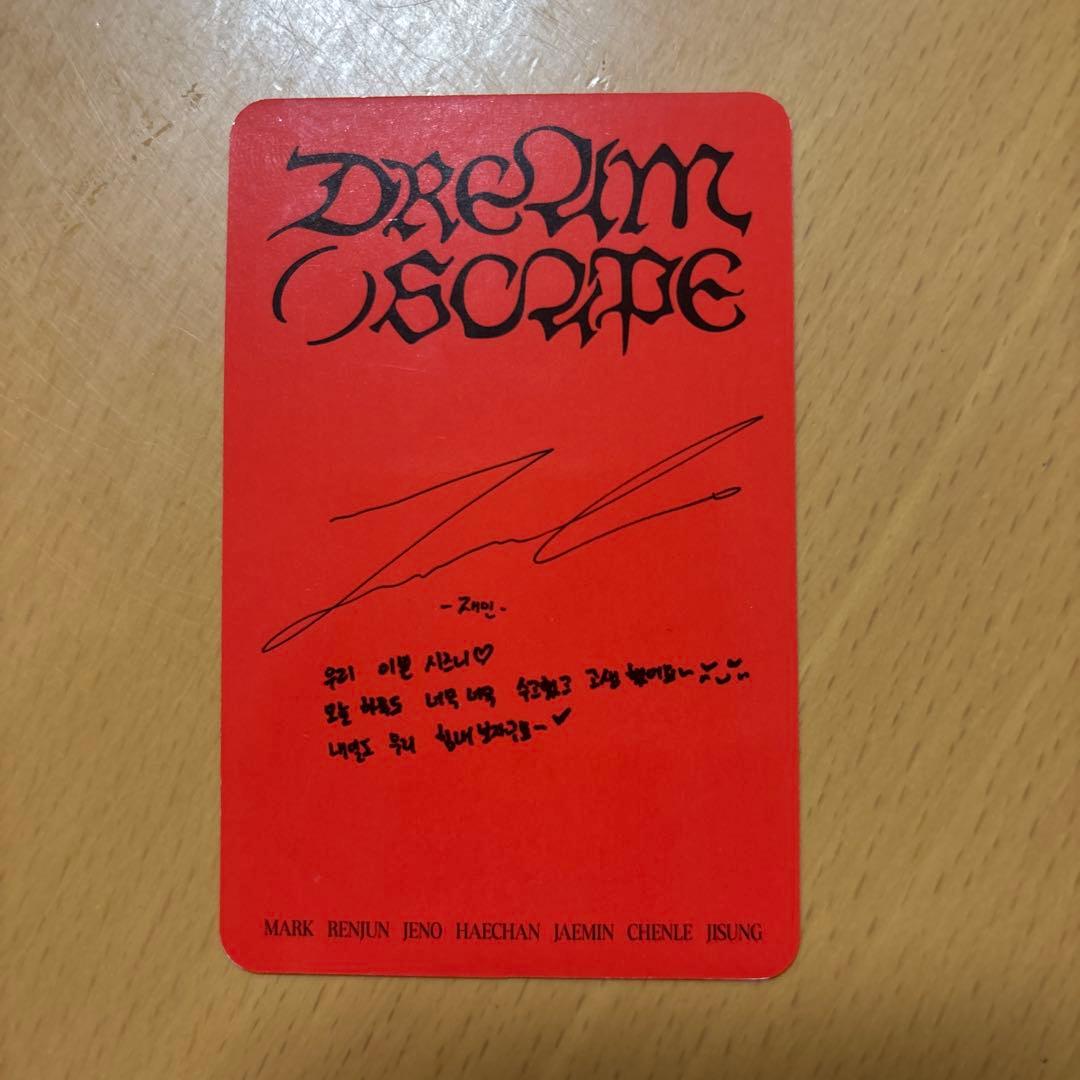 DREAM
()SCAPE
-재민-
우리 이쁜 시즈니♡
오늘 하루도 너무 너무 수고했고 고생 했어요~
내일도 우리 힘내보자구요~✓
MARK RENJUN JENO HAECHAN JAEMIN CHENLE JISUNG